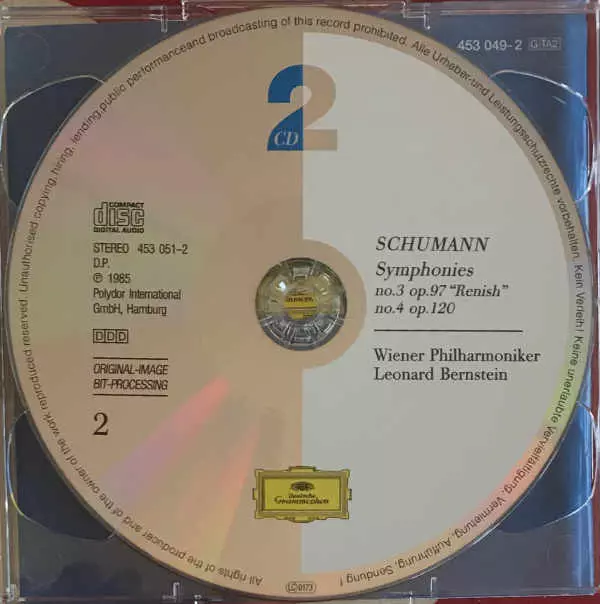 453 049-2 GTA2
All rights of the producer and of the owner of the work reproduced reserved. Unauthorised copying, hiring, lending public performanceand broadcasting of this record prohibited. Alle Urheber-und Leistungsschutzrechte vorbehalten. Kein Verleih! Keine unerlaubte Vervielfältigung, Vermietung, Aufführung, Sendung!
2
CD
COMPACT
disc
DIGITAL AUDIO
STEREO 453 051-2
D.P.
℗ 1985
Polydor International
GmbH, Hamburg
DDD
ORIGINAL-IMAGE
BIT-PROCESSING
2
SCHUMANN
Symphonies
no.3 op.97 "Renish"
no.4 op.120
Wiener Philharmoniker
Leonard Bernstein
Deutsche
Grammophon
LC0173